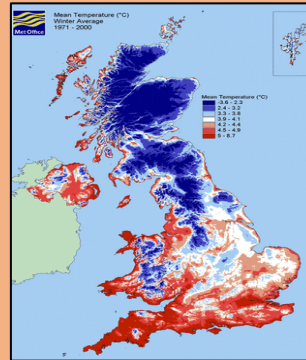 Met Office
Mean Temperature (°C)
Winter Average
1971 - 2000
Mean Temperature (°C)
-3.6 - 2.3
2.4 - 3.2
3.3 - 3.8
3.9 - 4.1
4.2 - 4.4
4.5 - 4.9
5 - 8.7